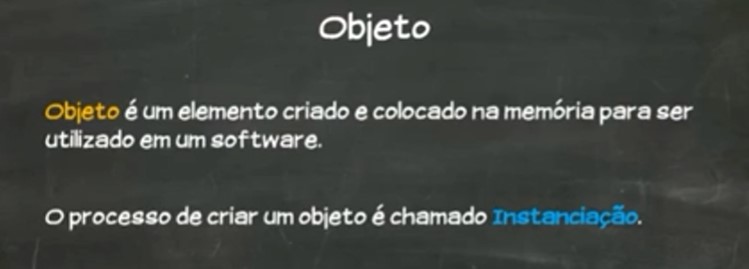 Objeto
Objeto é um elemento criado e colocado na memória para ser
utilizado em um software.
O processo de criar um objeto é chamado Instanciação.